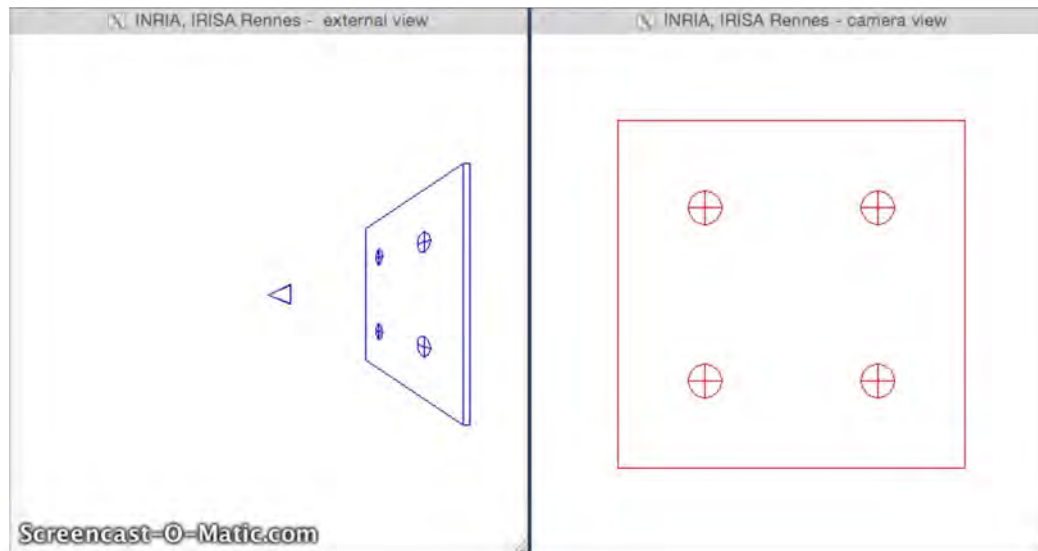 INRIA, IRISA Rennes - external view
INRIA, IRISA Rennes - camera view
Screencast-O-Matic.com